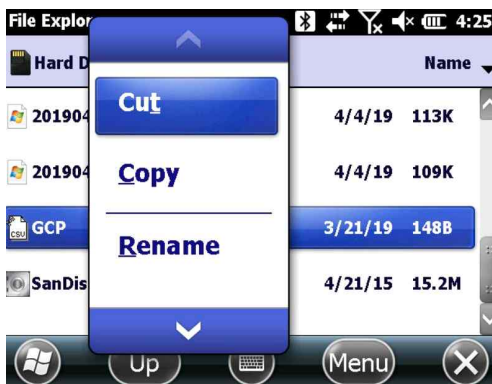 File Explor 4:25
Hard D Name
Cut
201904 4/4/19 113K
Copy
201904 4/4/19 109K
CSV GCP 3/21/19 148B
Rename
SanDis 4/21/15 15.2M
Up Menu